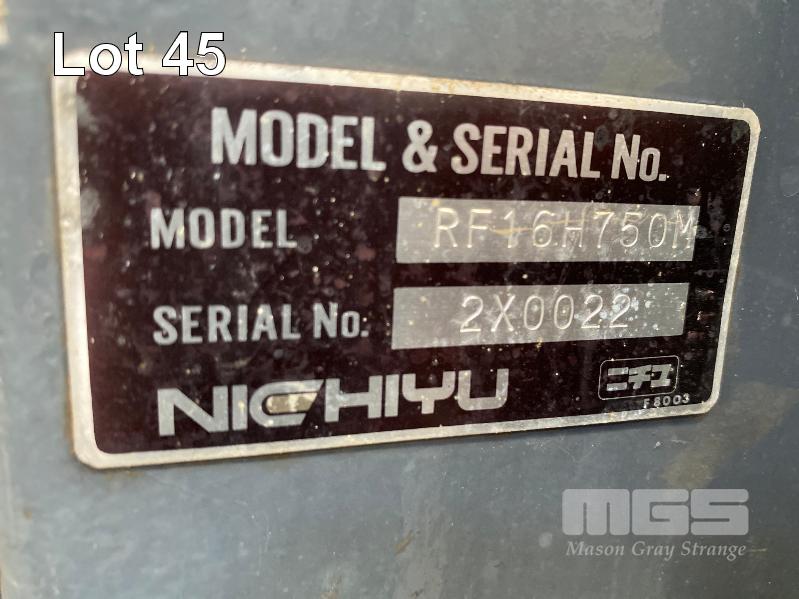 Lot 45
MODEL & SERIAL No.
MODEL RF16H750M
SERIAL No. 2X0022
NICHIYU ニチユ
F8003
MGS
Mason Gray Strange